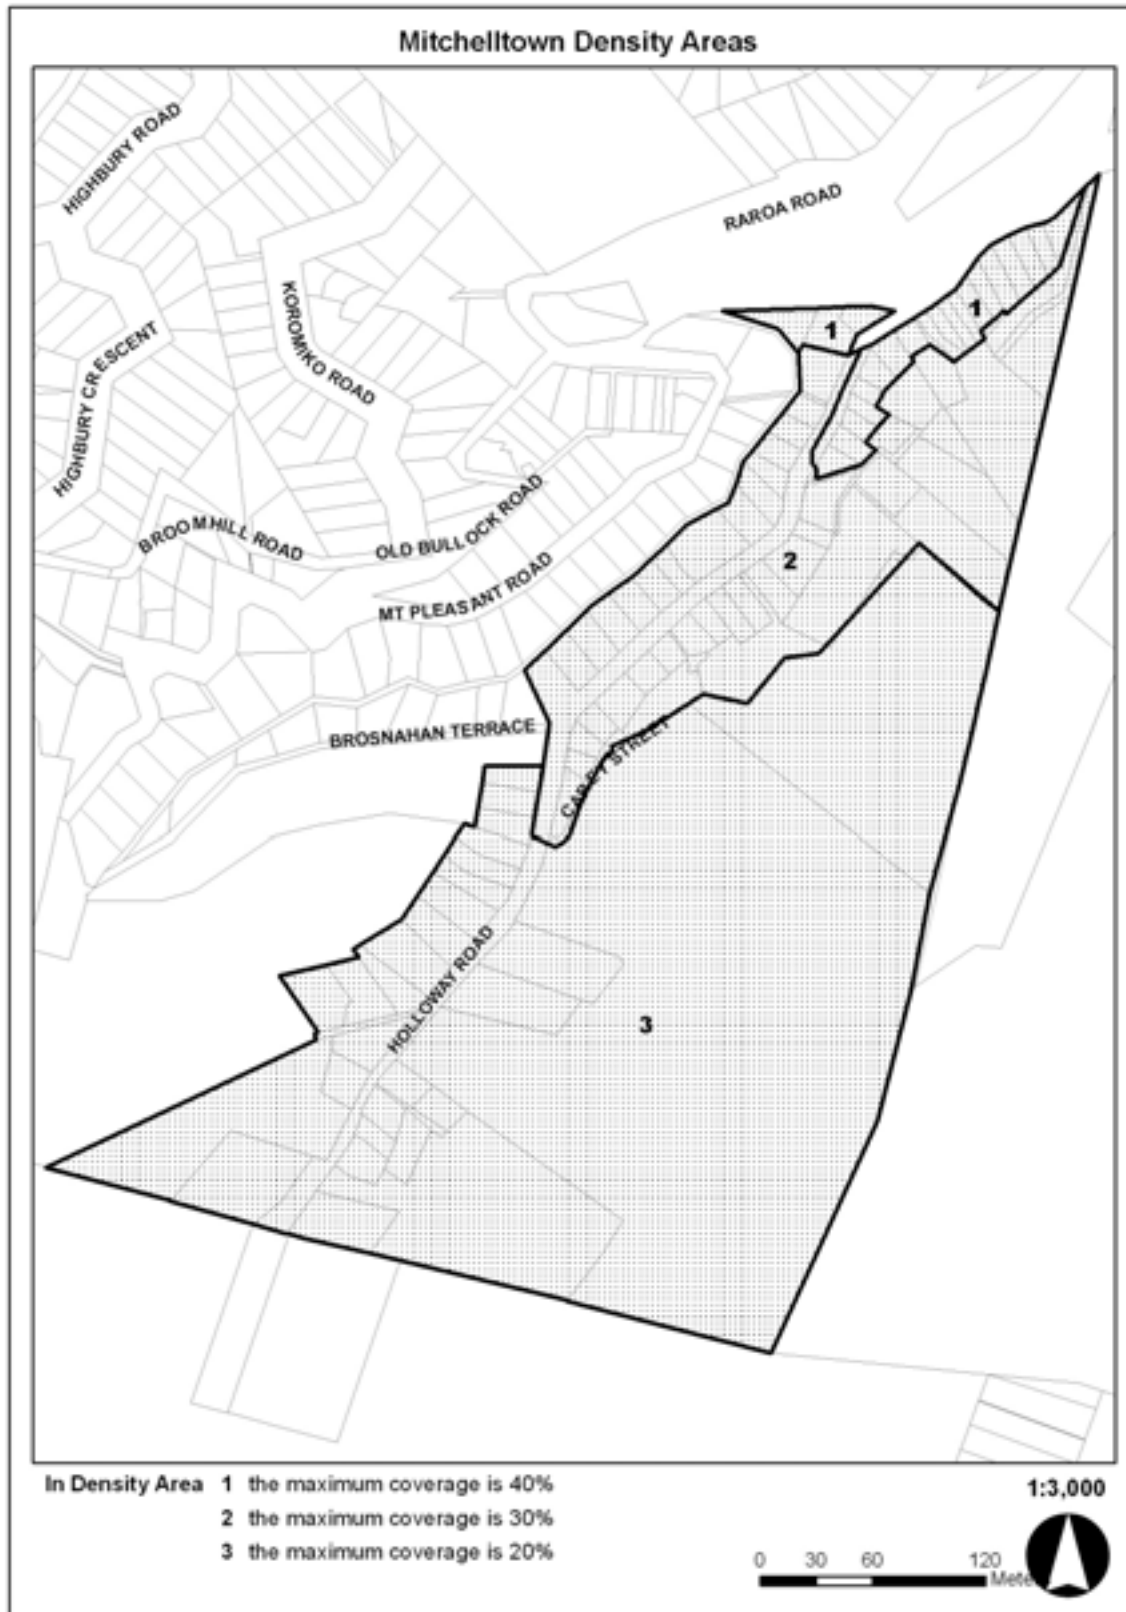 Mitchelltown Density Areas
HIGHBURY ROAD
RAROA ROAD
KOROMIKO ROAD
1
1
HIGHBURY CRESCENT
BROOMHILL ROAD
OLD BULLOCK ROAD
2
MT PLEASANT ROAD
BROSNAHAN TERRACE
CAREY STREET
HOLLOWAY ROAD
3
In Density Area 1 the maximum coverage is 40%
2 the maximum coverage is 30%
3 the maximum coverage is 20%
1:3,000
0 30 60 120